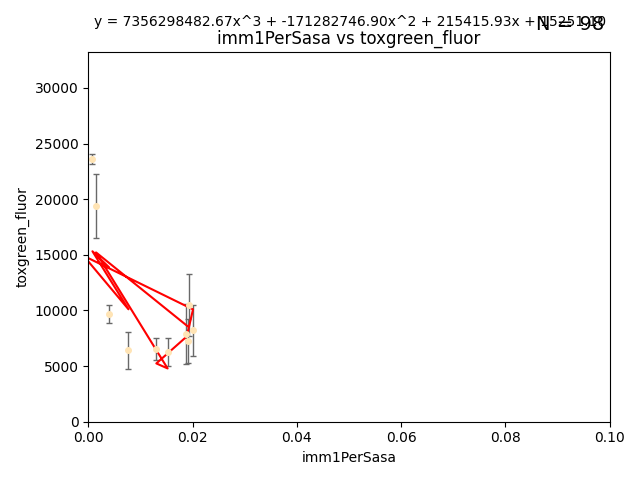 y = 7356298482.67x^3 + -171282746.90x^2 + 215415.93x + 15251.10
N = 98
imm1PerSasa vs toxgreen_fluor
30000
25000
20000
15000
10000
5000
0
toxgreen_fluor
0.00 0.02 0.04 0.06 0.08 0.10
imm1PerSasa